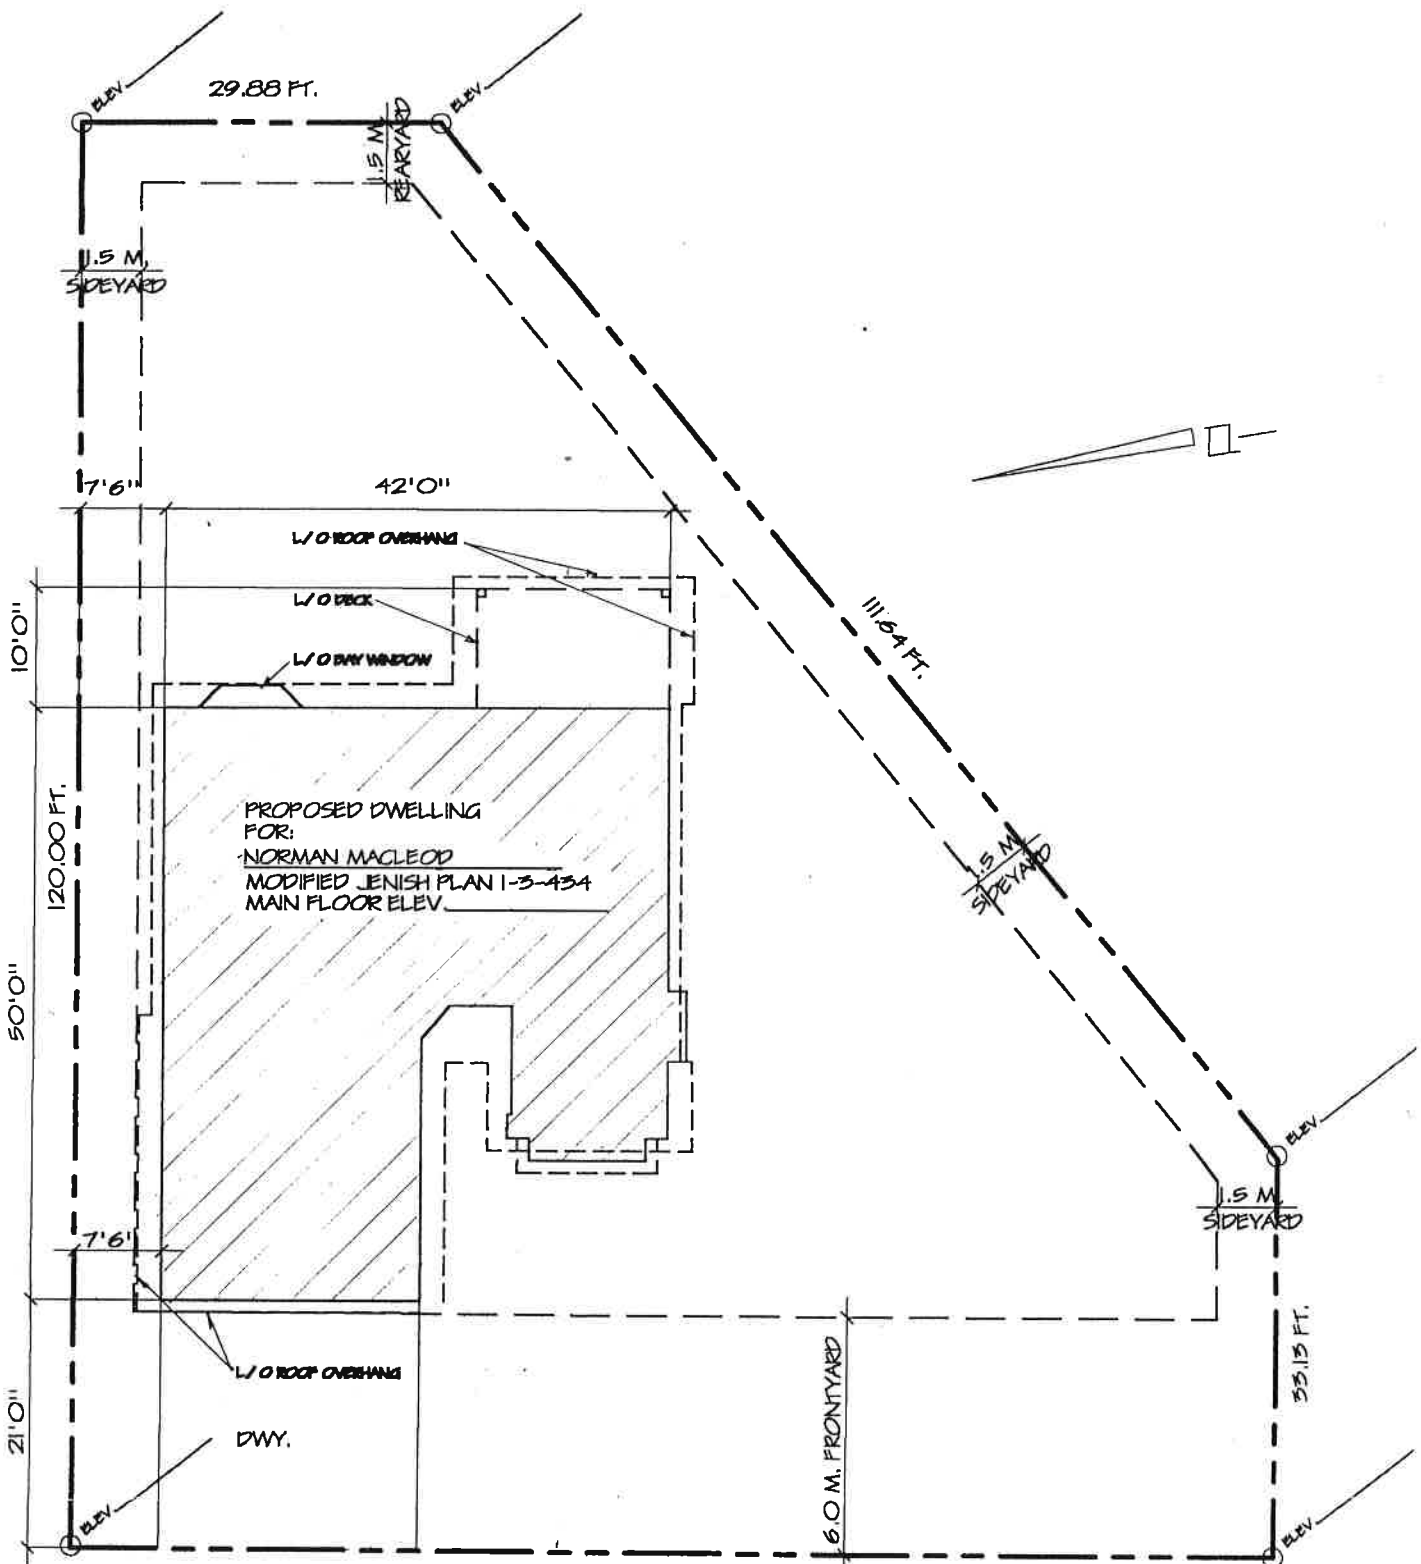 ELEV.
29.88 FT.
ELEV.
1.5 M.
REARYARD
1.5 M.
SIDEYARD
7'6"
42'0"
L/O ROOF OVERHANG
L/O DECK
L/O BAY WINDOW
10'0"
111.64 FT.
120.00 FT.
PROPOSED DWELLING
FOR:
NORMAN MACLEOD
MODIFIED JENISH PLAN 1-3-434
MAIN FLOOR ELEV.
1.5 M.
SIDEYARD
50'0"
ELEV.
1.5 M.
SIDEYARD
7'6"
L/O ROOF OVERHANG
33.13 FT.
21'0"
DWY.
6.0 M. FRONTYARD
ELEV.
ELEV.